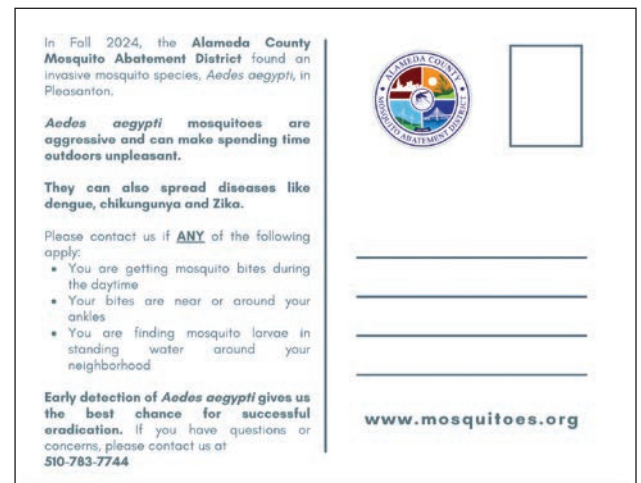 In Fall 2024, the Alameda County
Mosquito Abatement District found an
invasive mosquito species, Aedes aegypti, in
Pleasanton.
Aedes aegypti mosquitoes are
aggressive and can make spending time
outdoors unpleasant.
They can also spread diseases like
dengue, chikungunya and Zika.
Please contact us if ANY of the following
apply:
• You are getting mosquito bites during
the daytime
• Your bites are near or around your
ankles
• You are finding mosquito larvae in
standing water around your
neighborhood
Early detection of Aedes aegypti gives us
the best chance for successful
eradication. If you have questions or
concerns, please contact us at
510-783-7744
ALAMEDA COUNTY
MOSQUITO ABATEMENT DISTRICT
www.mosquitoes.org